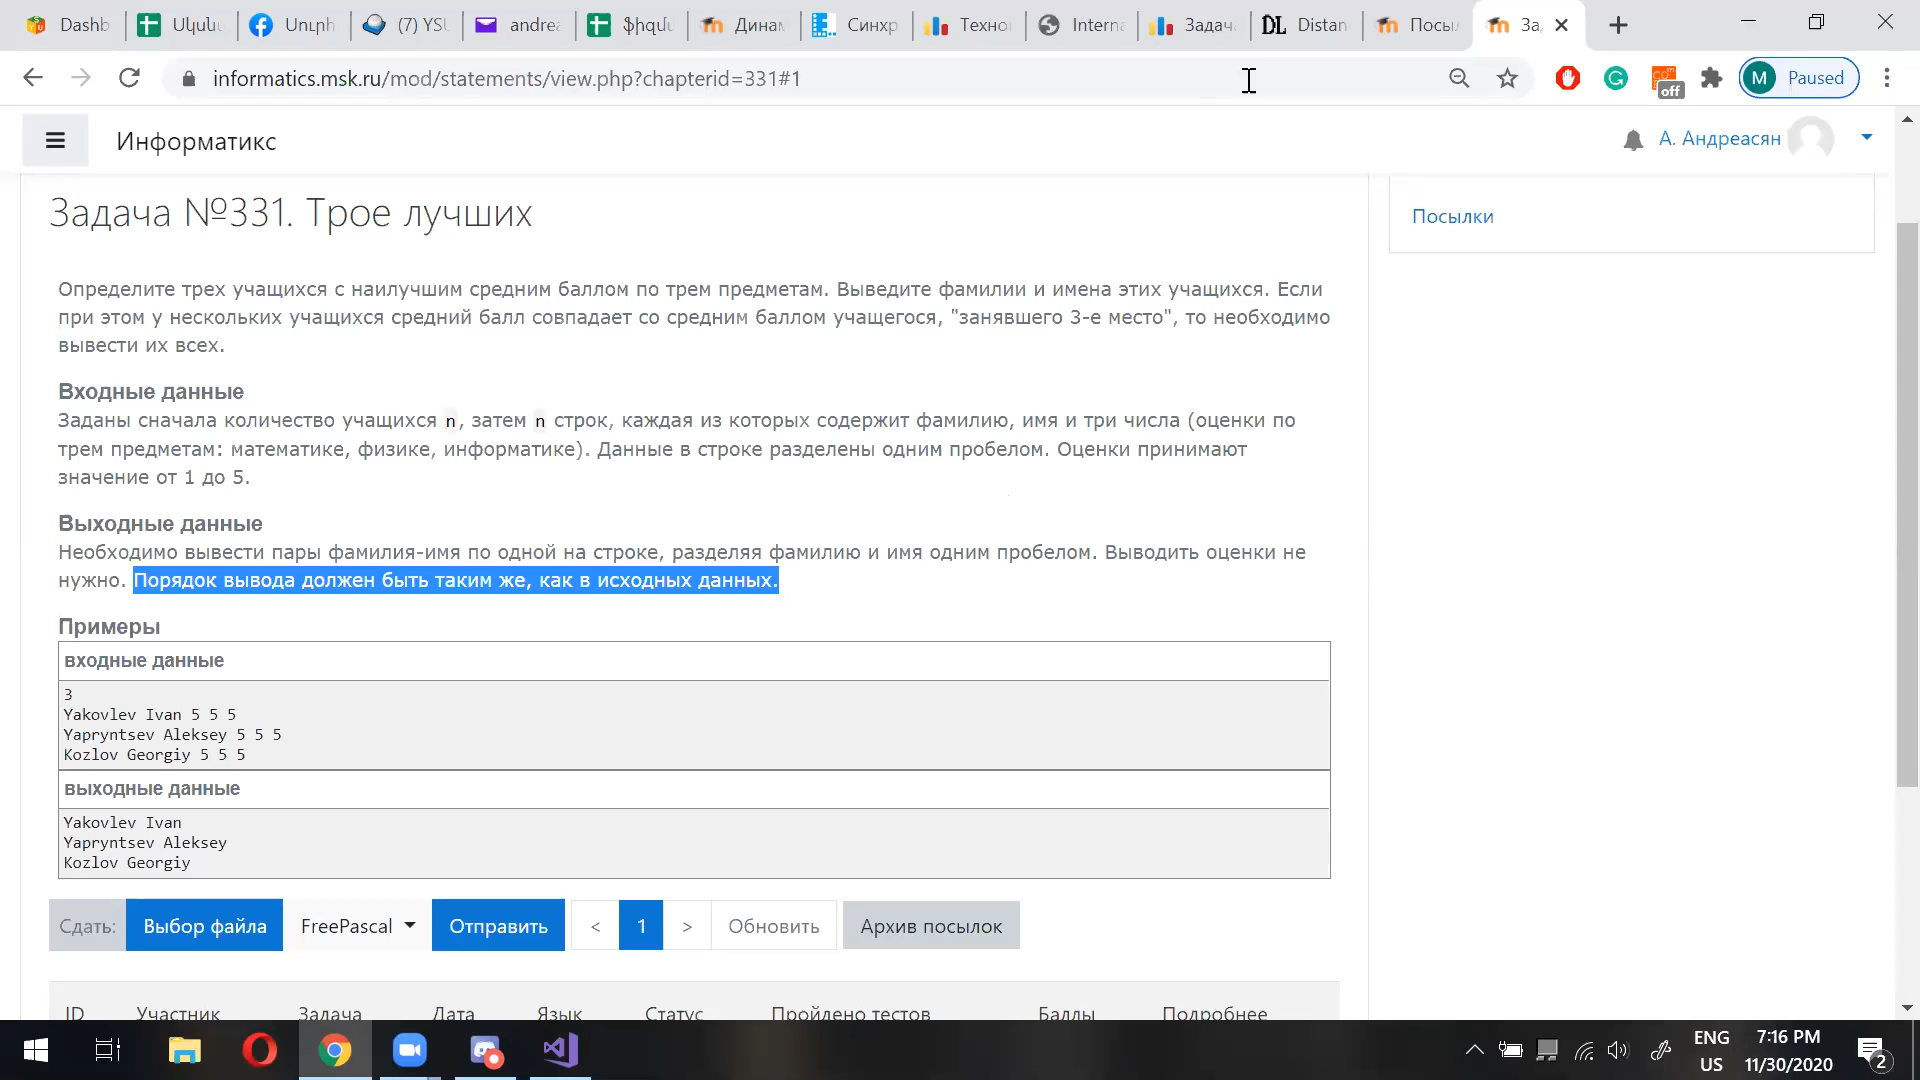 Dashb
Սկան
Աւղիի
(7) YSU
andrea
ֆիզմ
Динам
Синхр
Техно
Interna
Задача
DL Distan
Посы
За
informatics.msk.ru/mod/statements/view.php?chapterid=331#1
off
M Paused
Информатикс
А. Андреасян
Задача №331. Трое лучших
Посылки
Определите трех учащихся с наилучшим средним баллом по трем предметам. Выведите фамилии и имена этих учащихся. Если
при этом у нескольких учащихся средний балл совпадает со средним баллом учащегося, "занявшего 3-е место", то необходимо
вывести их всех.
Входные данные
Заданы сначала количество учащихся n, затем n строк, каждая из которых содержит фамилию, имя и три числа (оценки по
трем предметам: математике, физике, информатике). Данные в строке разделены одним пробелом. Оценки принимают
значение от 1 до 5.
Выходные данные
Необходимо вывести пары фамилия-имя по одной на строке, разделяя фамилию и имя одним пробелом. Выводить оценки не
нужно. Порядок вывода должен быть таким же, как в исходных данных.
Примеры
входные данные
3
Yakovlev Ivan 5 5 5
Yapryntsev Aleksey 5 5 5
Kozlov Georgiy 5 5 5
выходные данные
Yakovlev Ivan
Yapryntsev Aleksey
Kozlov Georgiy
Сдать: Выбор файла FreePascal Отправить < 1 > Обновить Архив посылок
ID Участник Задача Дата Язык Статус Пройдено тестов Баллы Подробнее
ENG
US
7:16 PM
11/30/2020
2